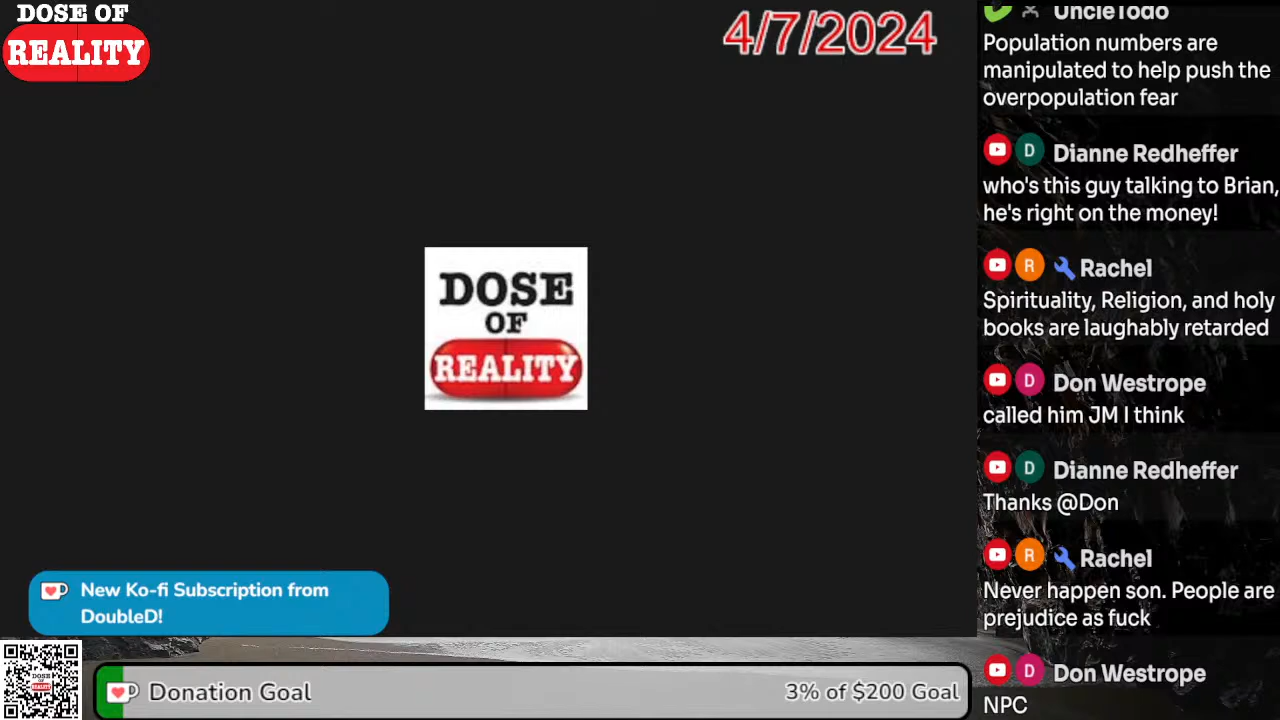 DOSE OF
REALITY
4/7/2024
DOSE
OF
REALITY
New Ko-fi Subscription from
DoubleD!
Donation Goal
3% of $200 Goal
UncleTodo
Population numbers are
manipulated to help push the
overpopulation fear
D Dianne Redheffer
who's this guy talking to Brian,
he's right on the money!
R Rachel
Spirituality, Religion, and holy
books are laughably retarded
D Don Westrope
called him JM I think
D Dianne Redheffer
Thanks @Don
R Rachel
Never happen son. People are
prejudice as fuck
D Don Westrope
NPC